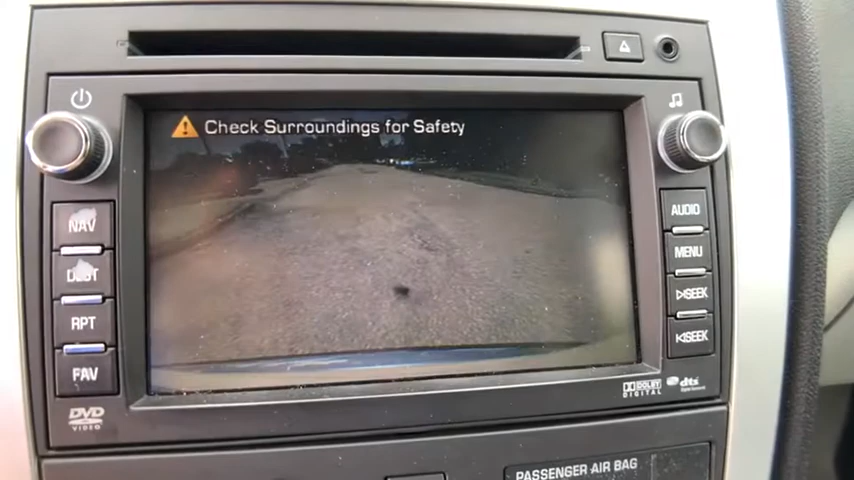 Check Surroundings for Safety
NAV
DEST
RPT
FAV
AUDIO
MENU
SEEK
SEEK
DVD
VIDEO
DOLBY
DIGITAL
dts
PASSENGER AIR BAG